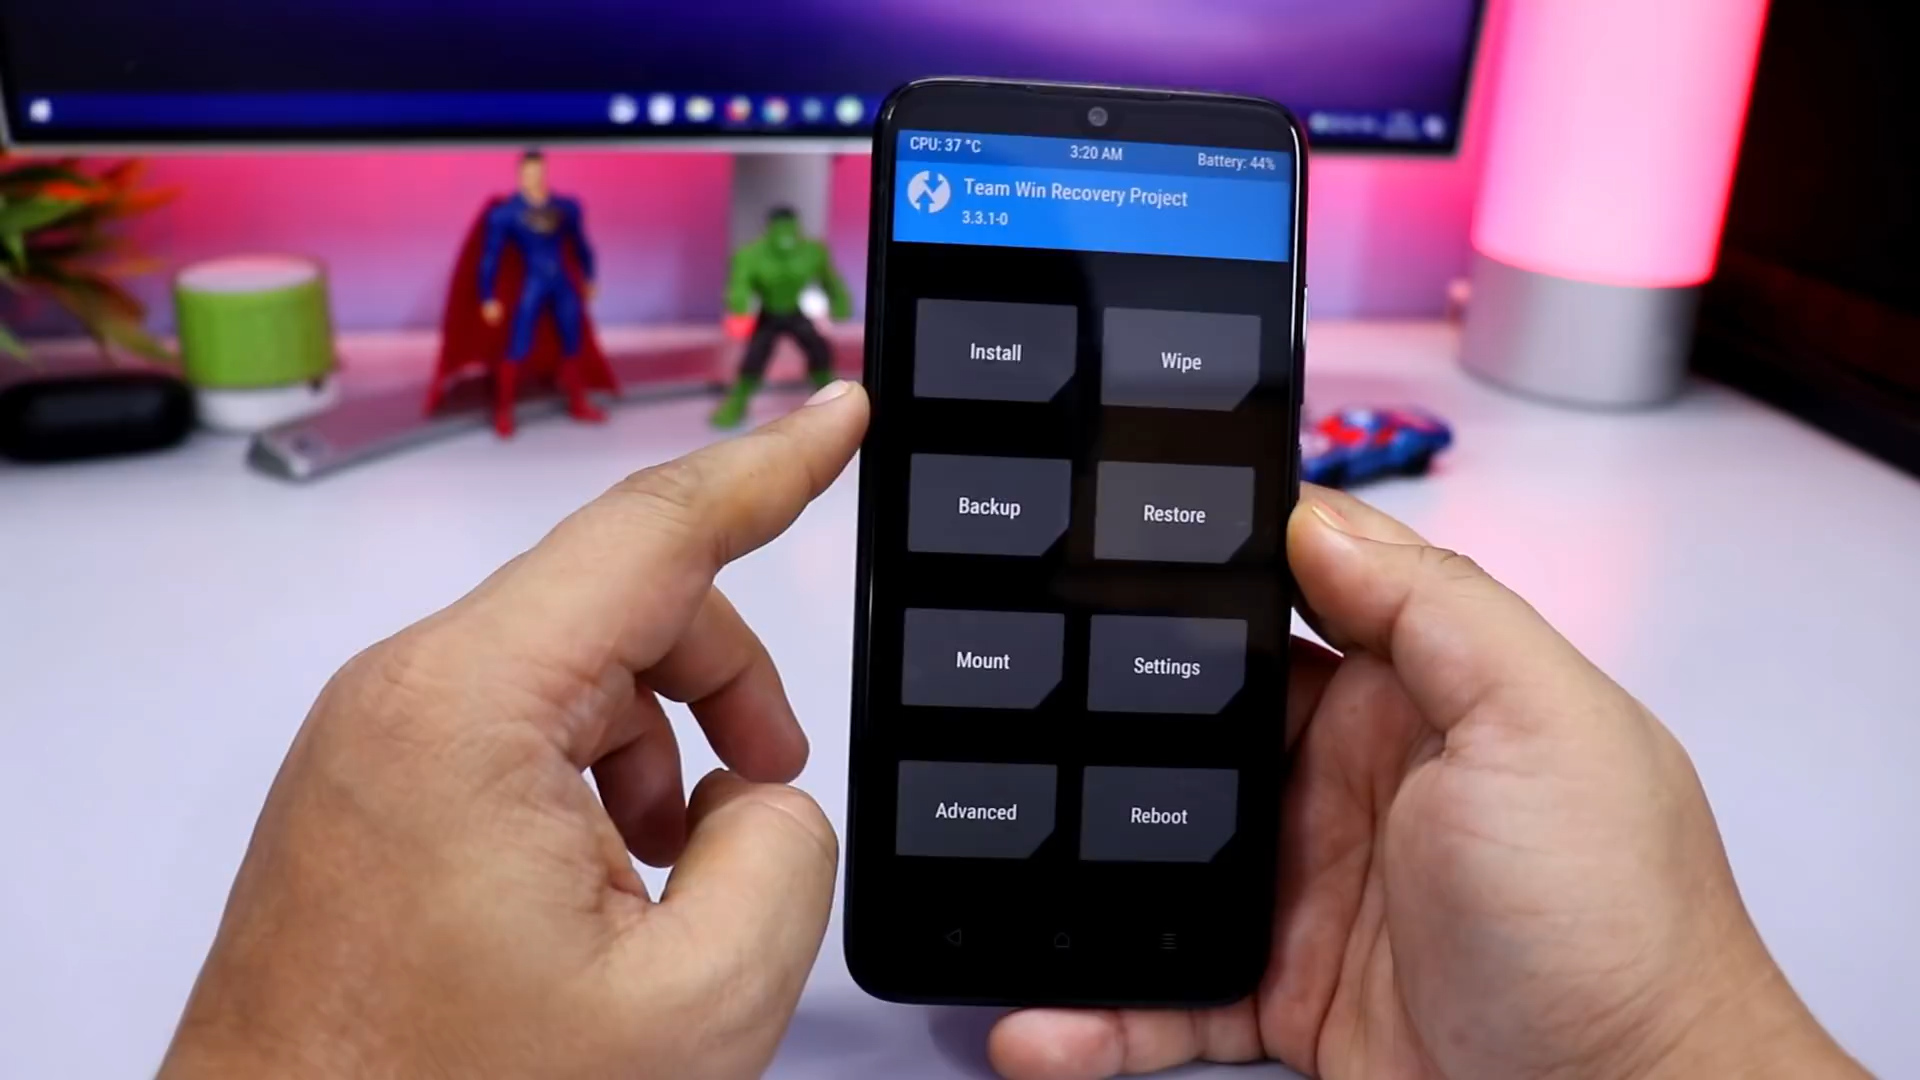 CPU: 37 °C 3:20 AM Battery: 44%
Team Win Recovery Project
3.3.1-0
Install Wipe
Backup Restore
Mount Settings
Advanced Reboot